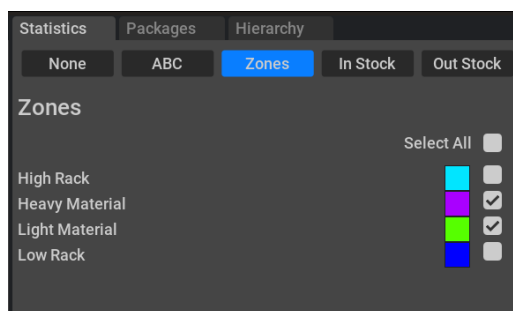 Statistics Packages Hierarchy
None ABC Zones In Stock Out Stock
Zones
Select All
High Rack
Heavy Material
Light Material
Low Rack